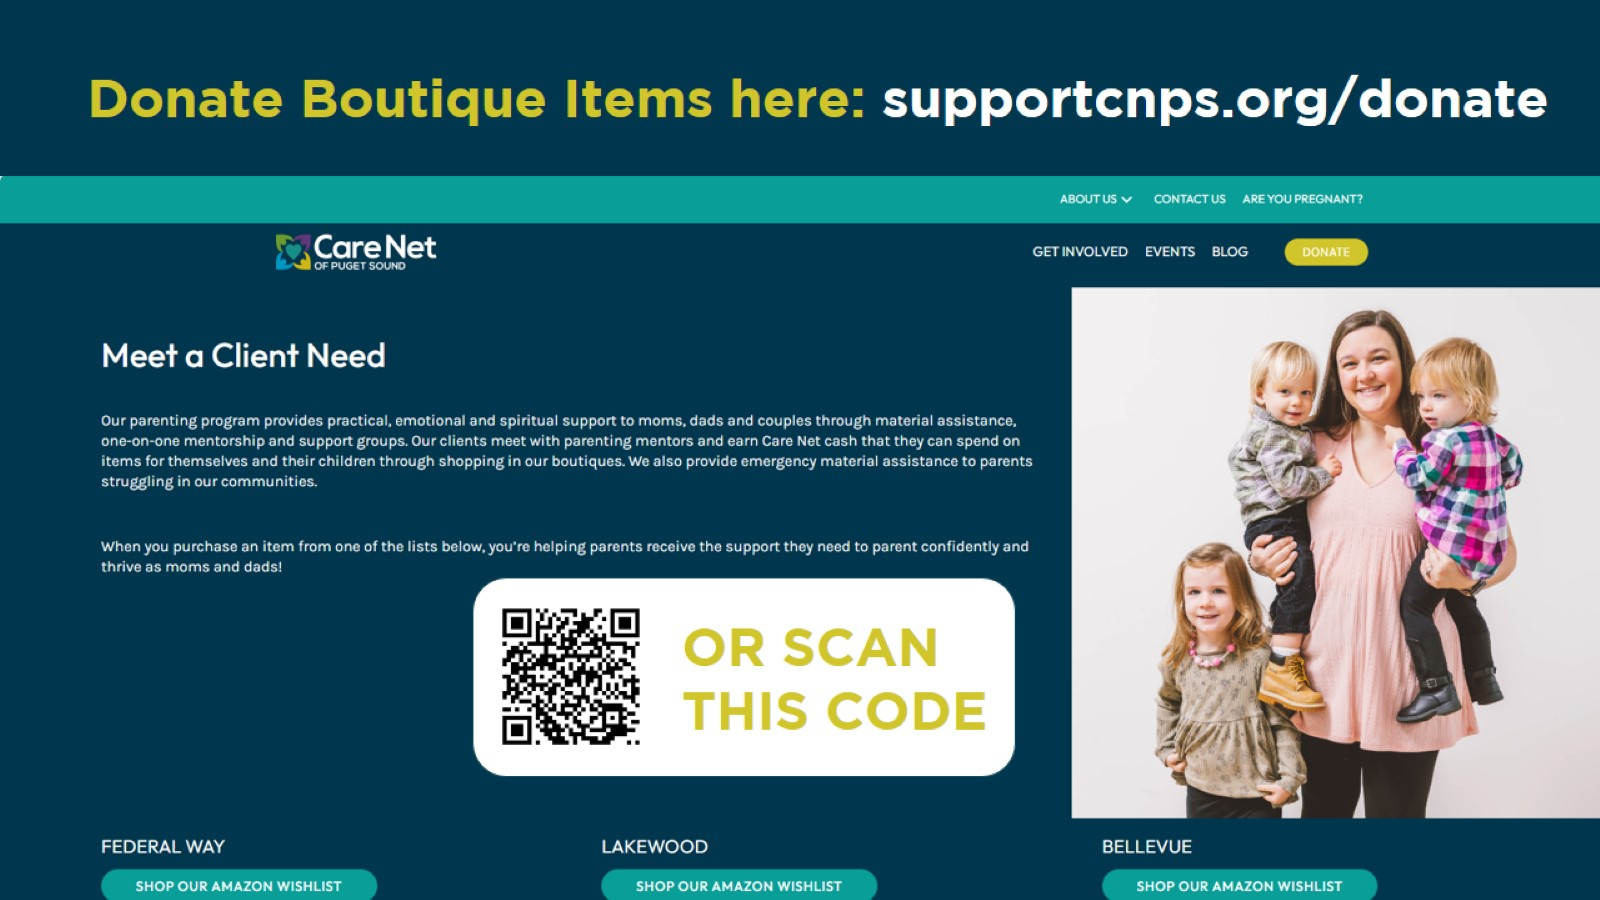 Donate Boutique Items here: supportcnps.org/donate
ABOUT US CONTACT US ARE YOU PREGNANT?
Care Net
OF PUGET SOUND
GET INVOLVED EVENTS BLOG DONATE
Meet a Client Need
Our parenting program provides practical, emotional and spiritual support to moms, dads and couples through material assistance,
one-on-one mentorship and support groups. Our clients meet with parenting mentors and earn Care Net cash that they can spend on
items for themselves and their children through shopping in our boutiques. We also provide emergency material assistance to parents
struggling in our communities.
When you purchase an item from one of the lists below, you're helping parents receive the support they need to parent confidently and
thrive as moms and dads!
OR SCAN
THIS CODE
FEDERAL WAY
SHOP OUR AMAZON WISHLIST
LAKEWOOD
SHOP OUR AMAZON WISHLIST
BELLEVUE
SHOP OUR AMAZON WISHLIST